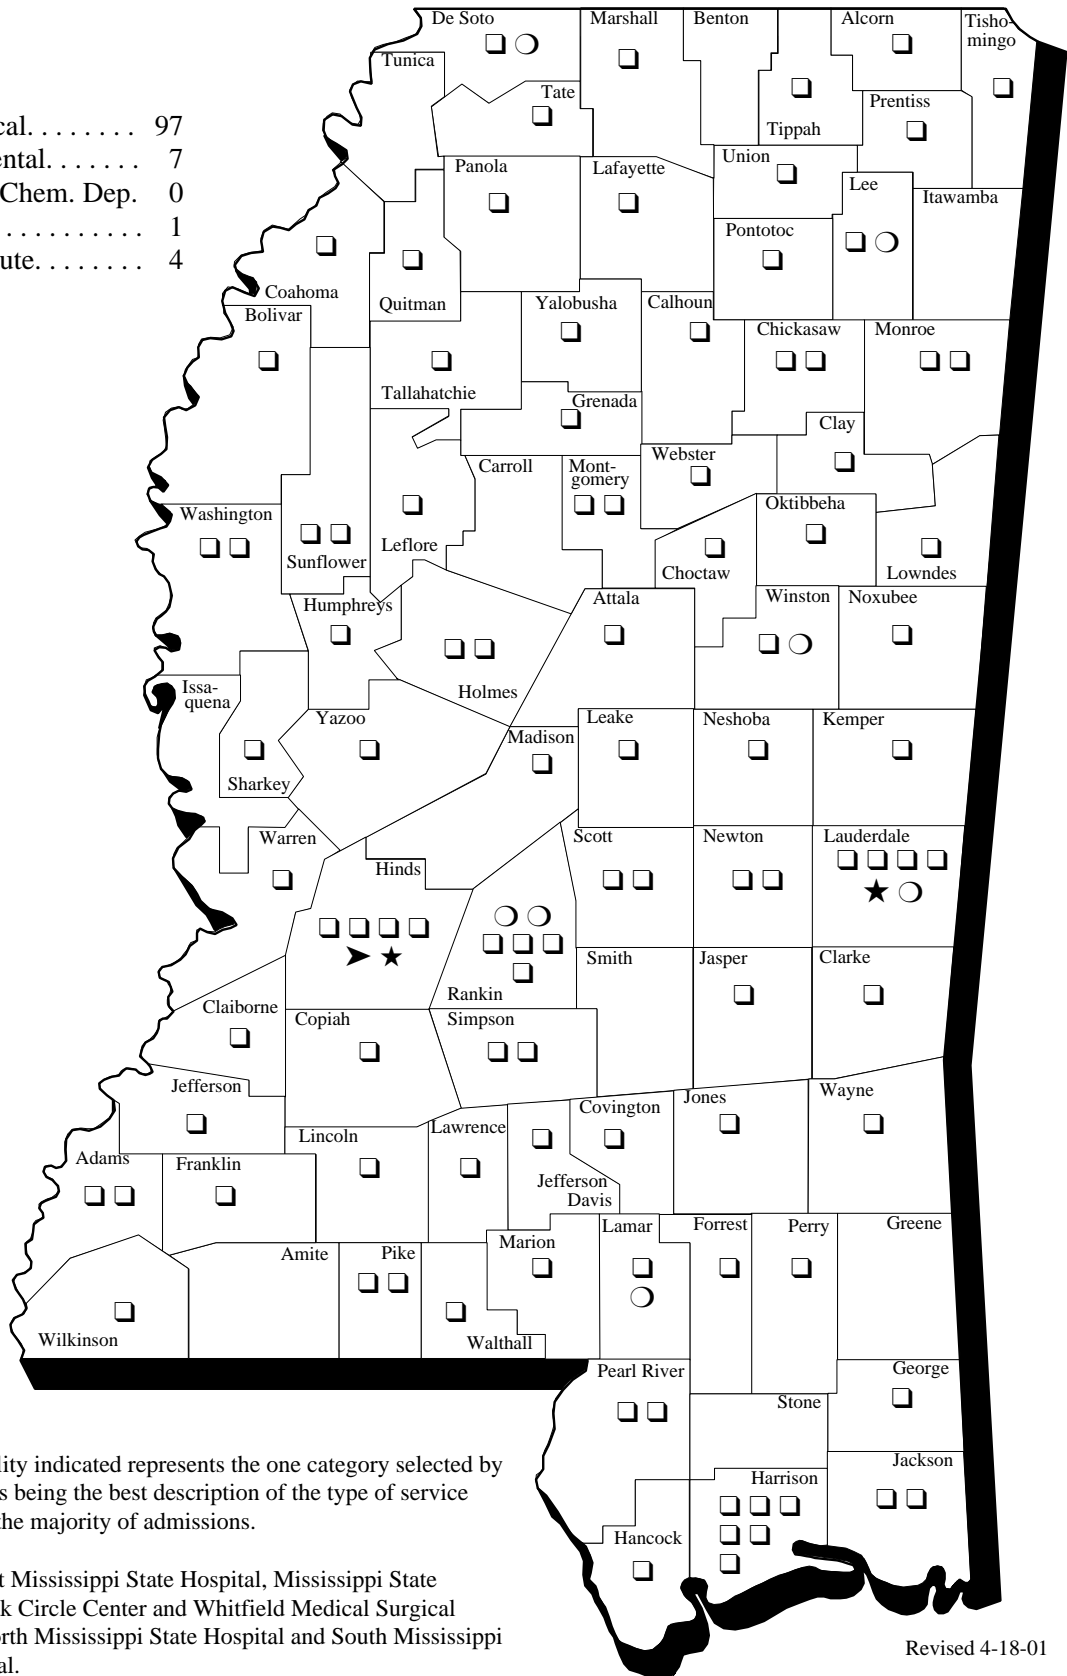 De Soto
Marshall
Benton
Alcorn
Tisho-
mingo
Tunica
Tate
Tippah
Prentiss
cal. . . . . . . . 97
ental. . . . . . . 7
Chem. Dep. 0
. . . . . . . . . . . 1
ute. . . . . . . . 4
Panola
Lafayette
Union
Lee
Itawamba
Pontotoc
Coahoma
Quitman
Bolivar
Yalobusha
Calhoun
Chickasaw
Monroe
Tallahatchie
Grenada
Clay
Carroll
Mont-
gomery
Webster
Washington
Sunflower
Leflore
Oktibbeha
Choctaw
Lowndes
Humphreys
Attala
Winston
Noxubee
Holmes
Issa-
quena
Yazoo
Leake
Neshoba
Kemper
Madison
Sharkey
Warren
Hinds
Scott
Newton
Lauderdale
Rankin
Smith
Jasper
Clarke
Claiborne
Copiah
Simpson
Jefferson
Covington
Jones
Wayne
Lincoln
Lawrence
Adams
Franklin
Jefferson
Davis
Amite
Pike
Marion
Lamar
Forrest
Perry
Greene
Wilkinson
Walthall
Pearl River
George
Stone
Jackson
Harrison
Hancock
lity indicated represents the one category selected by
s being the best description of the type of service
the majority of admissions.
t Mississippi State Hospital, Mississippi State
k Circle Center and Whitfield Medical Surgical
orth Mississippi State Hospital and South Mississippi
al.
Revised 4-18-01